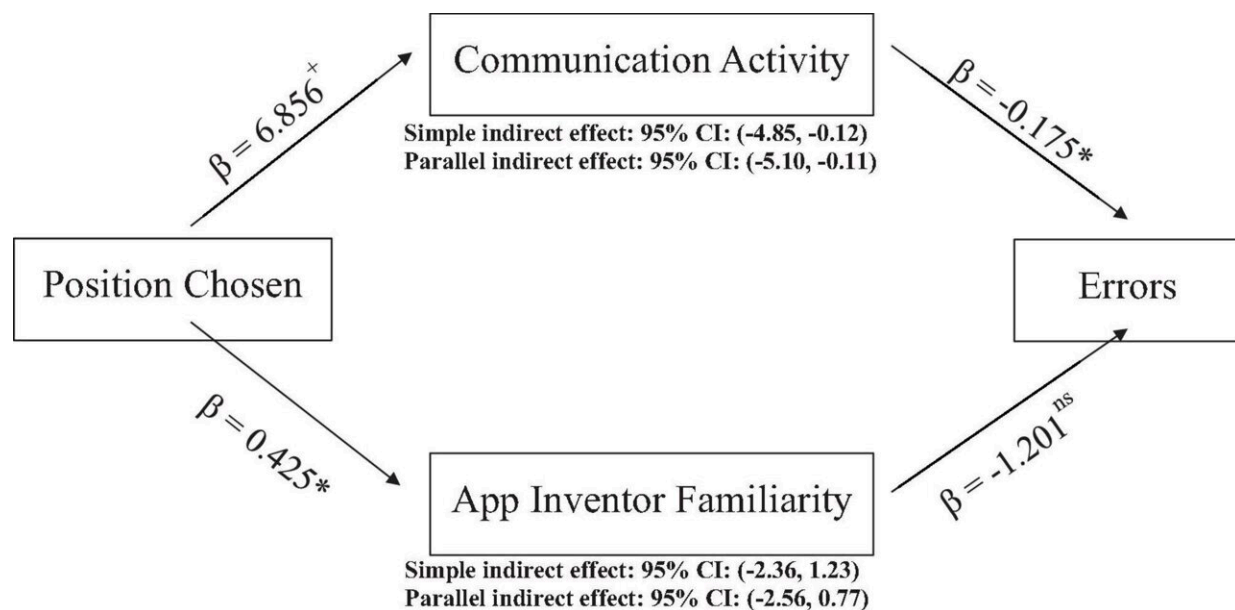 Communication Activity
β = 6.856⁺
β = -0.175*
Simple indirect effect: 95% CI: (-4.85, -0.12)
Parallel indirect effect: 95% CI: (-5.10, -0.11)
Position Chosen
Errors
β = 0.425*
β = -1.201ⁿˢ
App Inventor Familiarity
Simple indirect effect: 95% CI: (-2.36, 1.23)
Parallel indirect effect: 95% CI: (-2.56, 0.77)